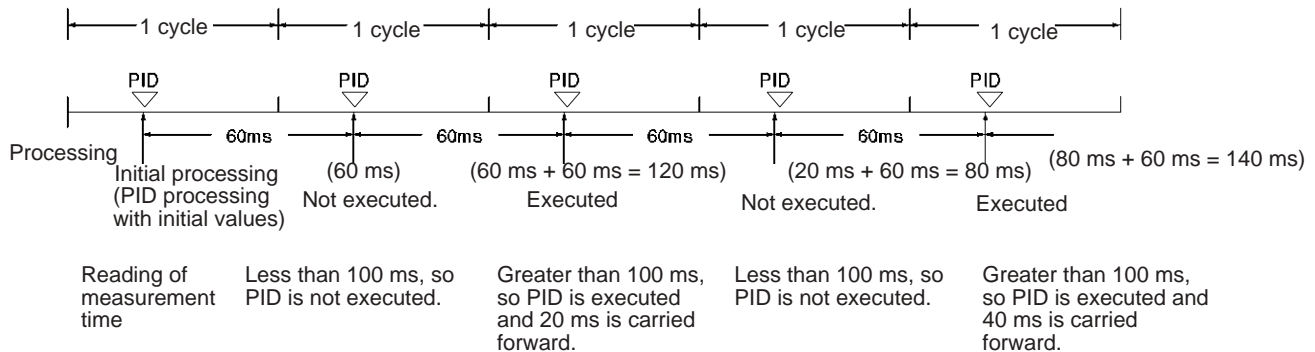 1 cycle 1 cycle 1 cycle 1 cycle 1 cycle
PID PID PID PID PID
60ms 60ms 60ms 60ms
Processing
Initial processing
(PID processing
with initial values)
(60 ms)
Not executed.
(60 ms + 60 ms = 120 ms)
Executed
(20 ms + 60 ms = 80 ms)
Not executed.
(80 ms + 60 ms = 140 ms)
Executed
Reading of
measurement
time
Less than 100 ms, so
PID is not executed.
Greater than 100 ms,
so PID is executed
and 20 ms is carried
forward.
Less than 100 ms, so
PID is not executed.
Greater than 100 ms,
so PID is executed and
40 ms is carried
forward.